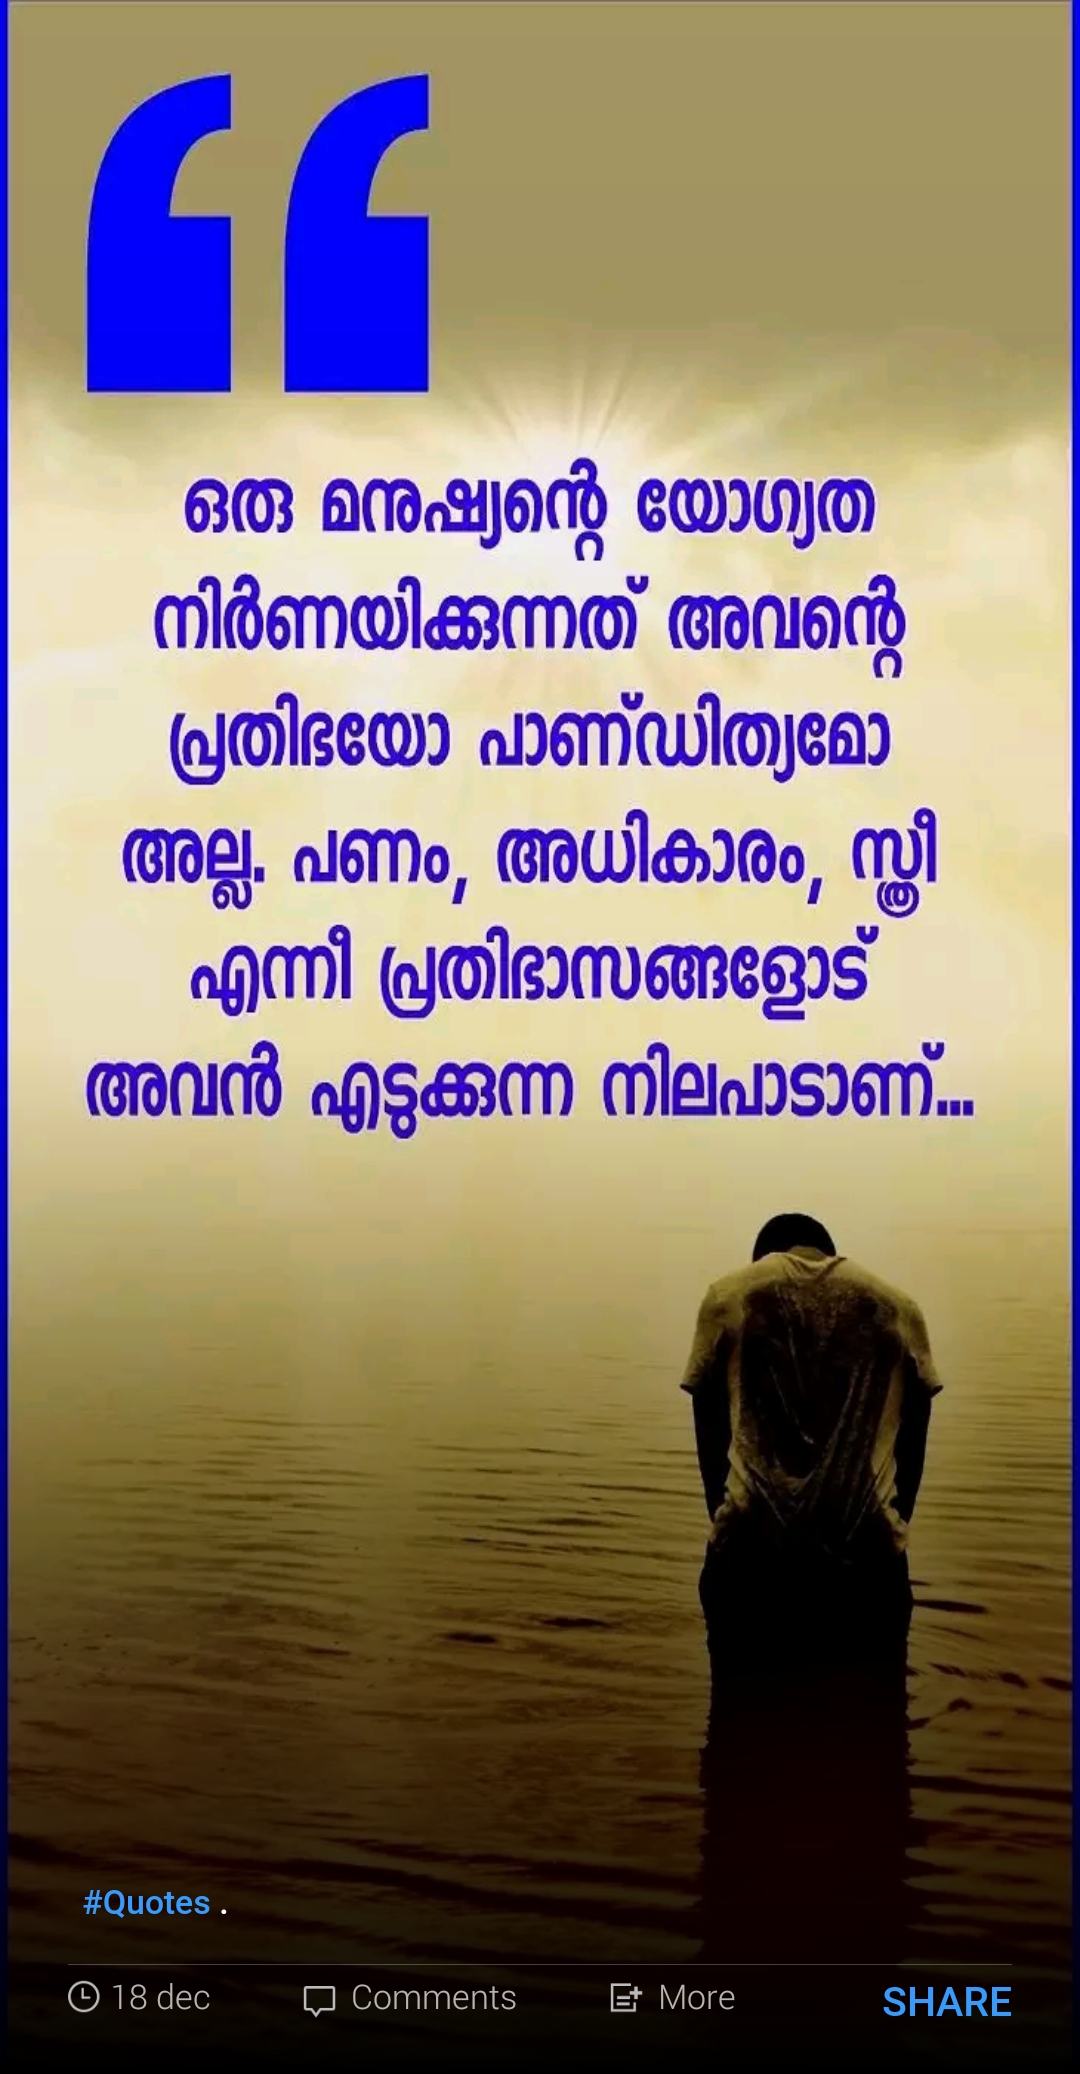 “
ഒരു മനുഷ്യന്റെ യോഗ്യത
നിർണയിക്കുന്നത് അവന്റെ
പ്രതിഭയോ പാണ്ഡിത്യമോ
അല്ല. പണം, അധികാരം, സ്ത്രീ
എന്നീ പ്രതിഭാസങ്ങളോട്
അവൻ എടുക്കുന്ന നിലപാടാണ്...
#Quotes .
18 dec Comments More SHARE